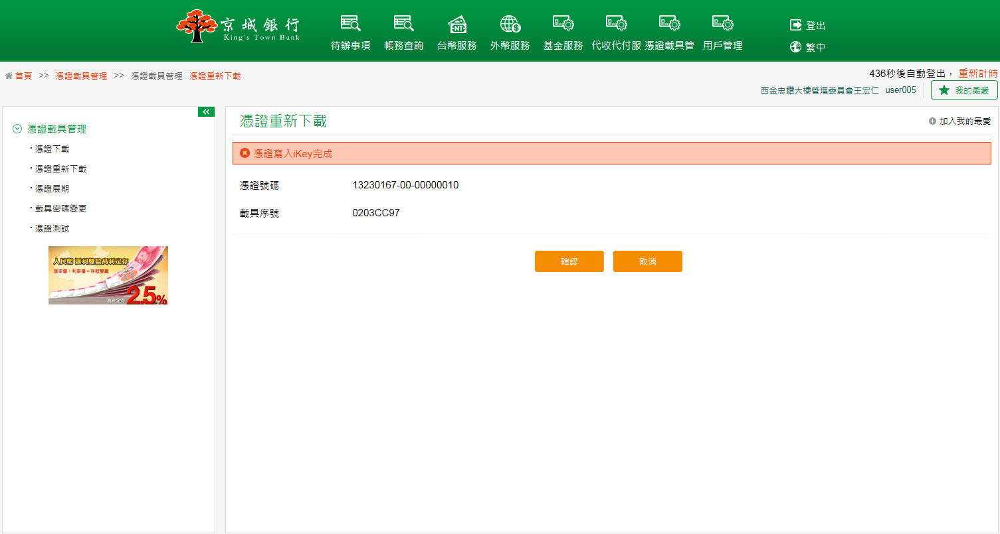 京城銀行
King's Town Bank
待辦事項 帳務查詢 台幣服務 外幣服務 基金服務 代收代付服 憑證載具管 用戶管理
登出
繁中
首頁 >> 憑證載具管理 >> 憑證載具管理 憑證重新下載
436秒後自動登出， 重新計時
西金忠鑽大樓管理委員會王宏仁 user005
我的最愛
憑證載具管理
憑證下載
憑證重新下載
憑證展期
載具密碼變更
憑證測試
人民幣 匯利雙盈高利定存
匯率優+利率優=存款雙贏
高利定存 2.5%
憑證重新下載
加入我的最愛
憑證寫入iKey完成
憑證號碼 13230167-00-00000010
載具序號 0203CC97
確認 取消